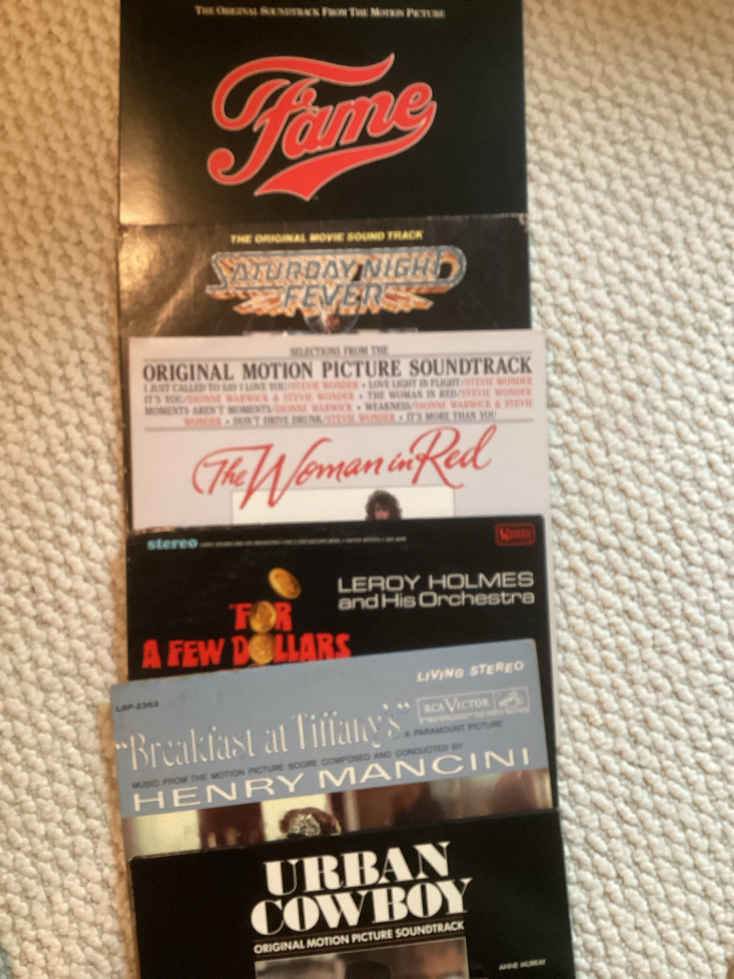 THE ORIGINAL SOUNDTRACK FROM THE MOTION PICTURE
Fame
THE ORIGINAL MOVIE SOUND TRACK
SATURDAY NIGHT
FEVER
SELECTIONS FROM THE
ORIGINAL MOTION PICTURE SOUNDTRACK
I JUST CALLED TO SAY I LOVE YOU/STEVIE WONDER • LOVE LIGHT IN FLIGHT/STEVIE WONDER
IT'S YOU/DIONNE WARWICK & STEVIE WONDER • THE WOMAN IN RED/STEVIE WONDER
MOMENTS AREN'T MOMENTS/DIONNE WARWICK • WEAKNESS/DIONNE WARWICK & STEVIE
WONDER • DON'T DRIVE DRUNK/STEVIE WONDER • IT'S MORE THAN YOU
The Woman in Red
stereo
LEROY HOLMES
and His Orchestra
"FOR
A FEW DOLLARS
LIVING STEREO
LSP-2362
RCA VICTOR
"Breakfast at Tiffany's"
A PARAMOUNT PICTURE
MUSIC FROM THE MOTION PICTURE SCORE COMPOSED AND CONDUCTED BY
HENRY MANCINI
URBAN
COWBOY
ORIGINAL MOTION PICTURE SOUNDTRACK
ANNE MURRAY